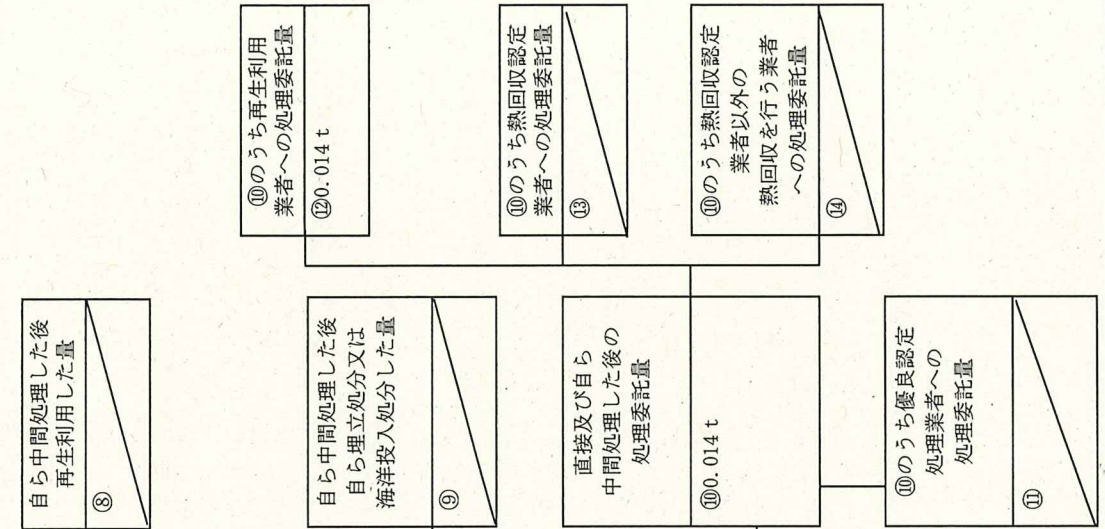 自ら中間処理した後
再生利用した量
⑧
自ら中間処理した後
自ら埋立処分又は
海洋投入処分した量
⑨
直接及び自ら
中間処理した後の
処理委託量
⑩0.014 t
⑩のうち優良認定
処理業者への
処理委託量
⑪
⑩のうち再生利用
業者への処理委託量
⑫0.014 t
⑩のうち熱回収認定
業者への処理委託量
⑬
⑩のうち熱回収認定
業者以外の
熱回収を行う業者
への処理委託量
⑭